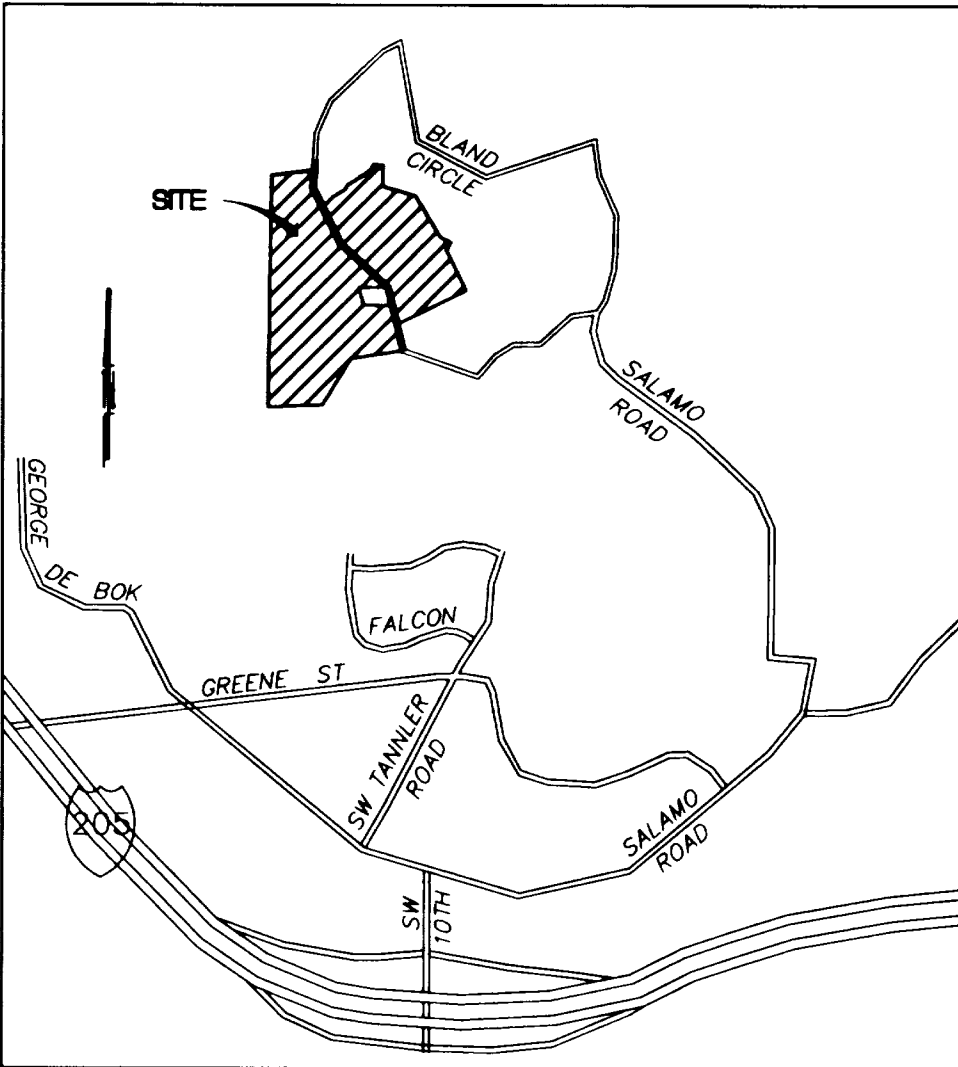 BLAND
CIRCLE
SITE
SALAMO
ROAD
GEORGE
DE BOK
FALCON
GREENE ST
SW TANNLER
ROAD
205
SALAMO
ROAD
SW
10TH